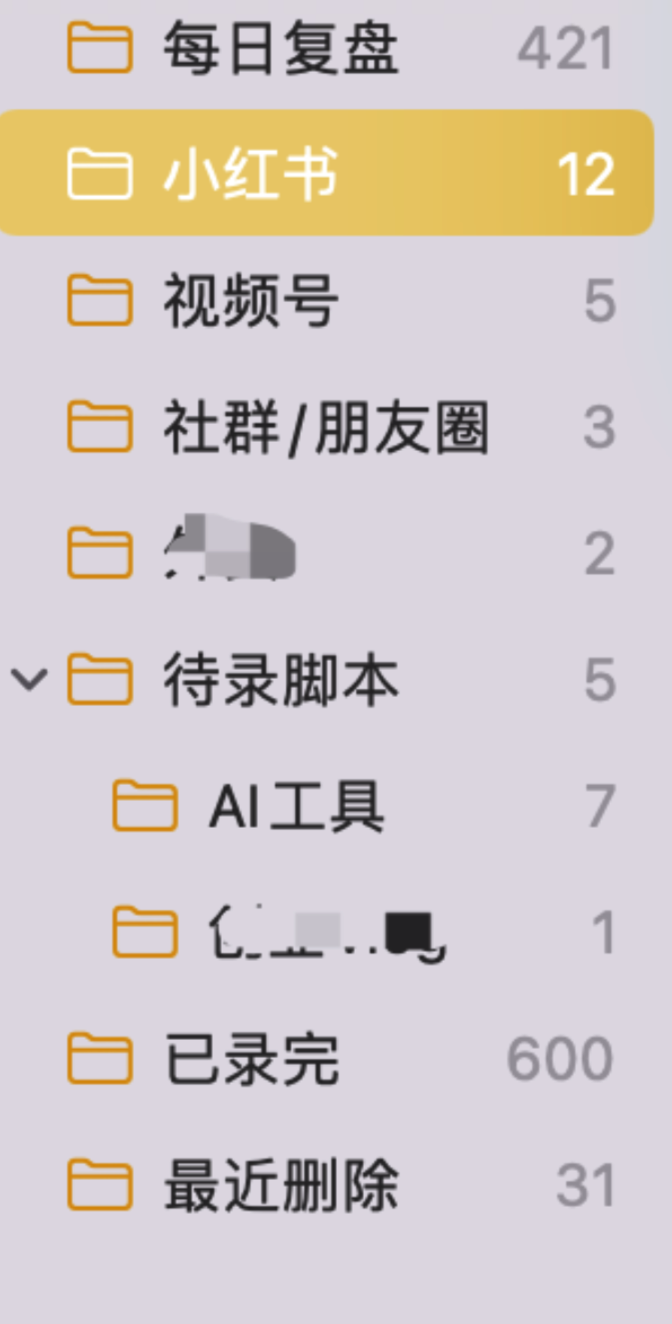 每日复盘 421
小红书 12
视频号 5
社群/朋友圈 3
2
待录脚本 5
AI工具 7
1
已录完 600
最近删除 31